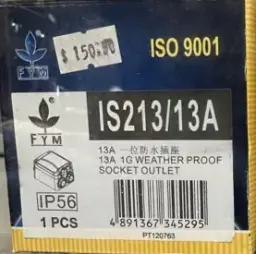 FYM
$150.00
ISO 9001
FYM
IS213/13A
13A 一位防水插座
13A 1G WEATHER PROOF
SOCKET OUTLET
IP56
1 PCS
4 891367 345295
PT120763